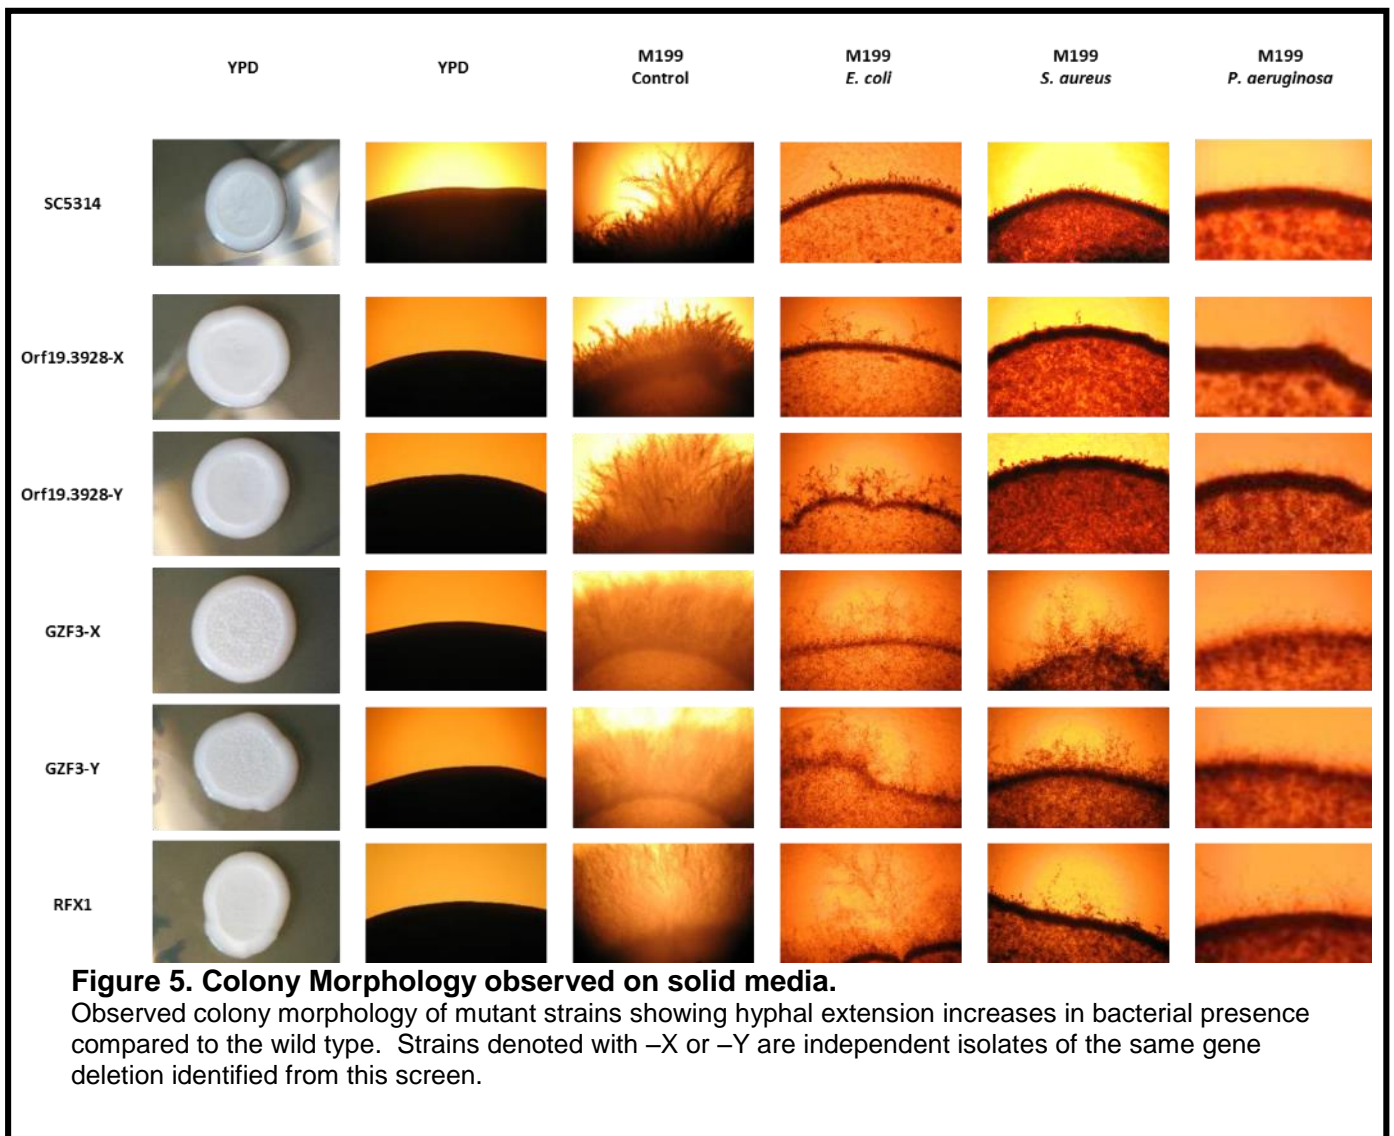 YPD
YPD
M199
Control
M199
E. coli
M199
S. aureus
M199
P. aeruginosa
SC5314
Orf19.3928-X
Orf19.3928-Y
GZF3-X
GZF3-Y
RFX1
Figure 5. Colony Morphology observed on solid media.
Observed colony morphology of mutant strains showing hyphal extension increases in bacterial presence
compared to the wild type.  Strains denoted with –X or –Y are independent isolates of the same gene
deletion identified from this screen.